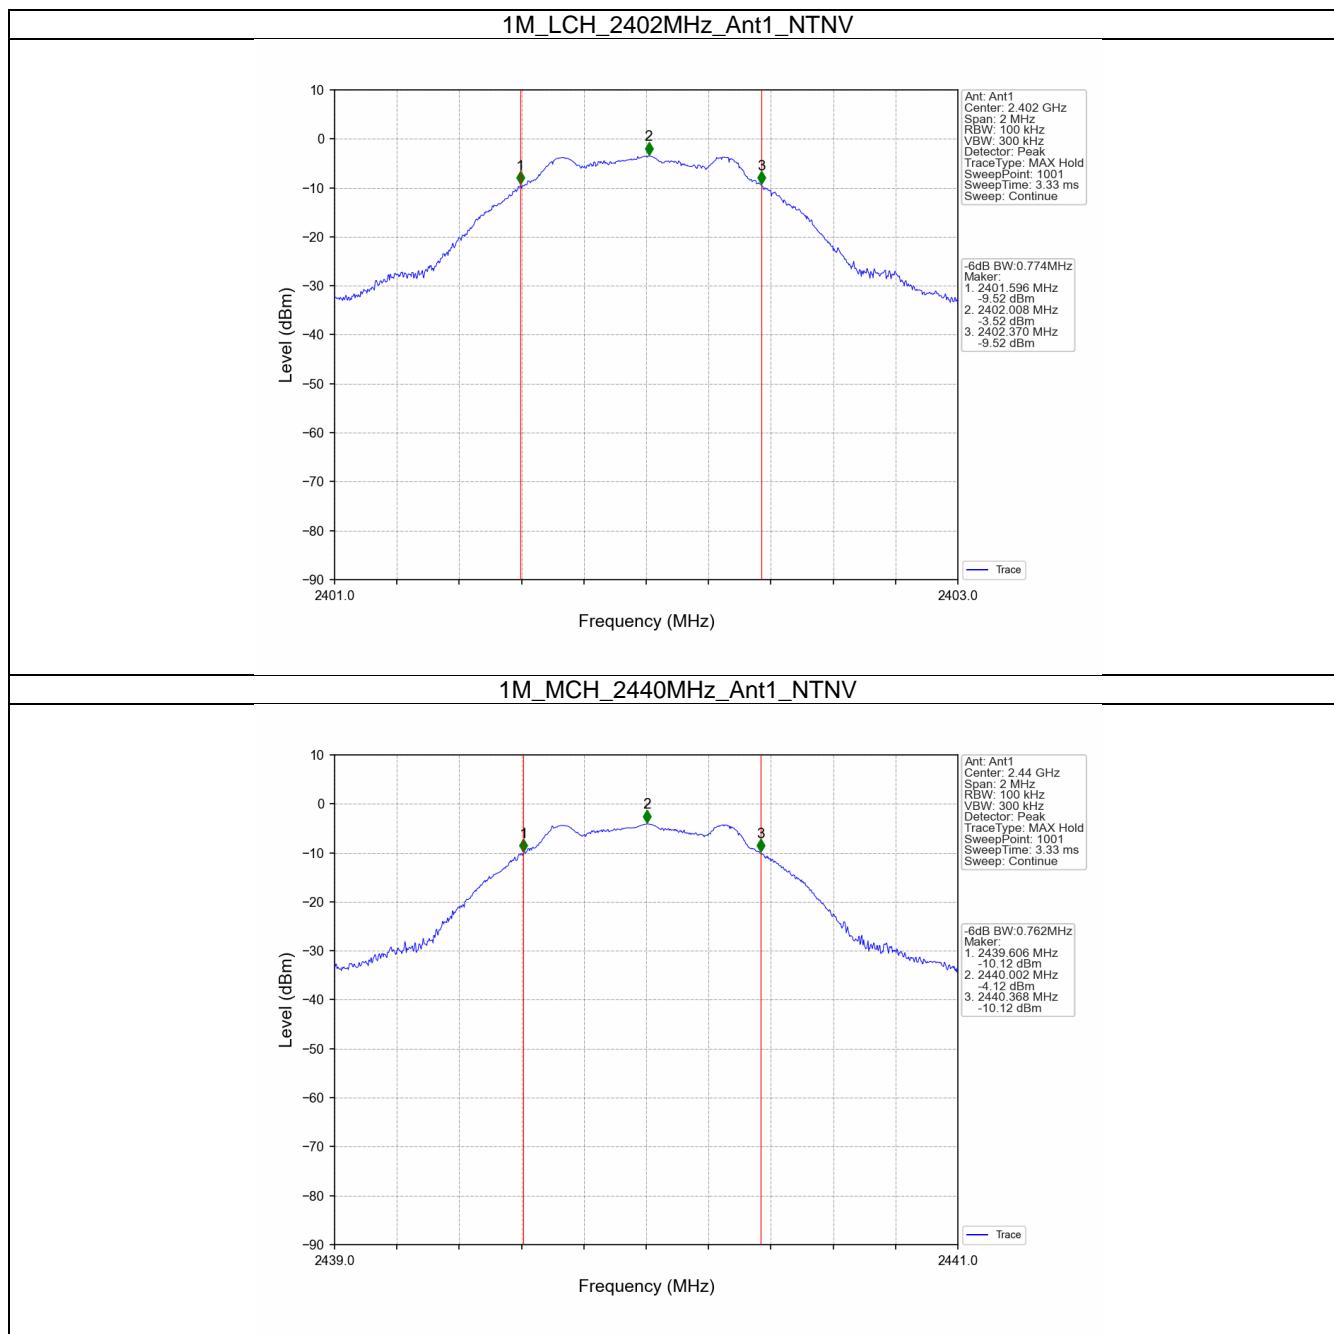 1M_LCH_2402MHz_Ant1_NTNV
10
0
−10
−20
−30
−40
−50
−60
−70
−80
−90
Level (dBm)
1
2
3
2401.0
2403.0
Frequency (MHz)
Ant: Ant1
Center: 2.402 GHz
Span: 2 MHz
RBW: 100 kHz
VBW: 300 kHz
Detector: Peak
TraceType: MAX Hold
SweepPoint: 1001
SweepTime: 3.33 ms
Sweep: Continue
-6dB BW:0.774MHz
Maker:
1. 2401.596 MHz
-9.52 dBm
2. 2402.008 MHz
-3.52 dBm
3. 2402.370 MHz
-9.52 dBm
Trace
1M_MCH_2440MHz_Ant1_NTNV
10
0
−10
−20
−30
−40
−50
−60
−70
−80
−90
Level (dBm)
1
2
3
2439.0
2441.0
Frequency (MHz)
Ant: Ant1
Center: 2.44 GHz
Span: 2 MHz
RBW: 100 kHz
VBW: 300 kHz
Detector: Peak
TraceType: MAX Hold
SweepPoint: 1001
SweepTime: 3.33 ms
Sweep: Continue
-6dB BW:0.762MHz
Maker:
1. 2439.606 MHz
-10.12 dBm
2. 2440.002 MHz
-4.12 dBm
3. 2440.368 MHz
-10.12 dBm
Trace